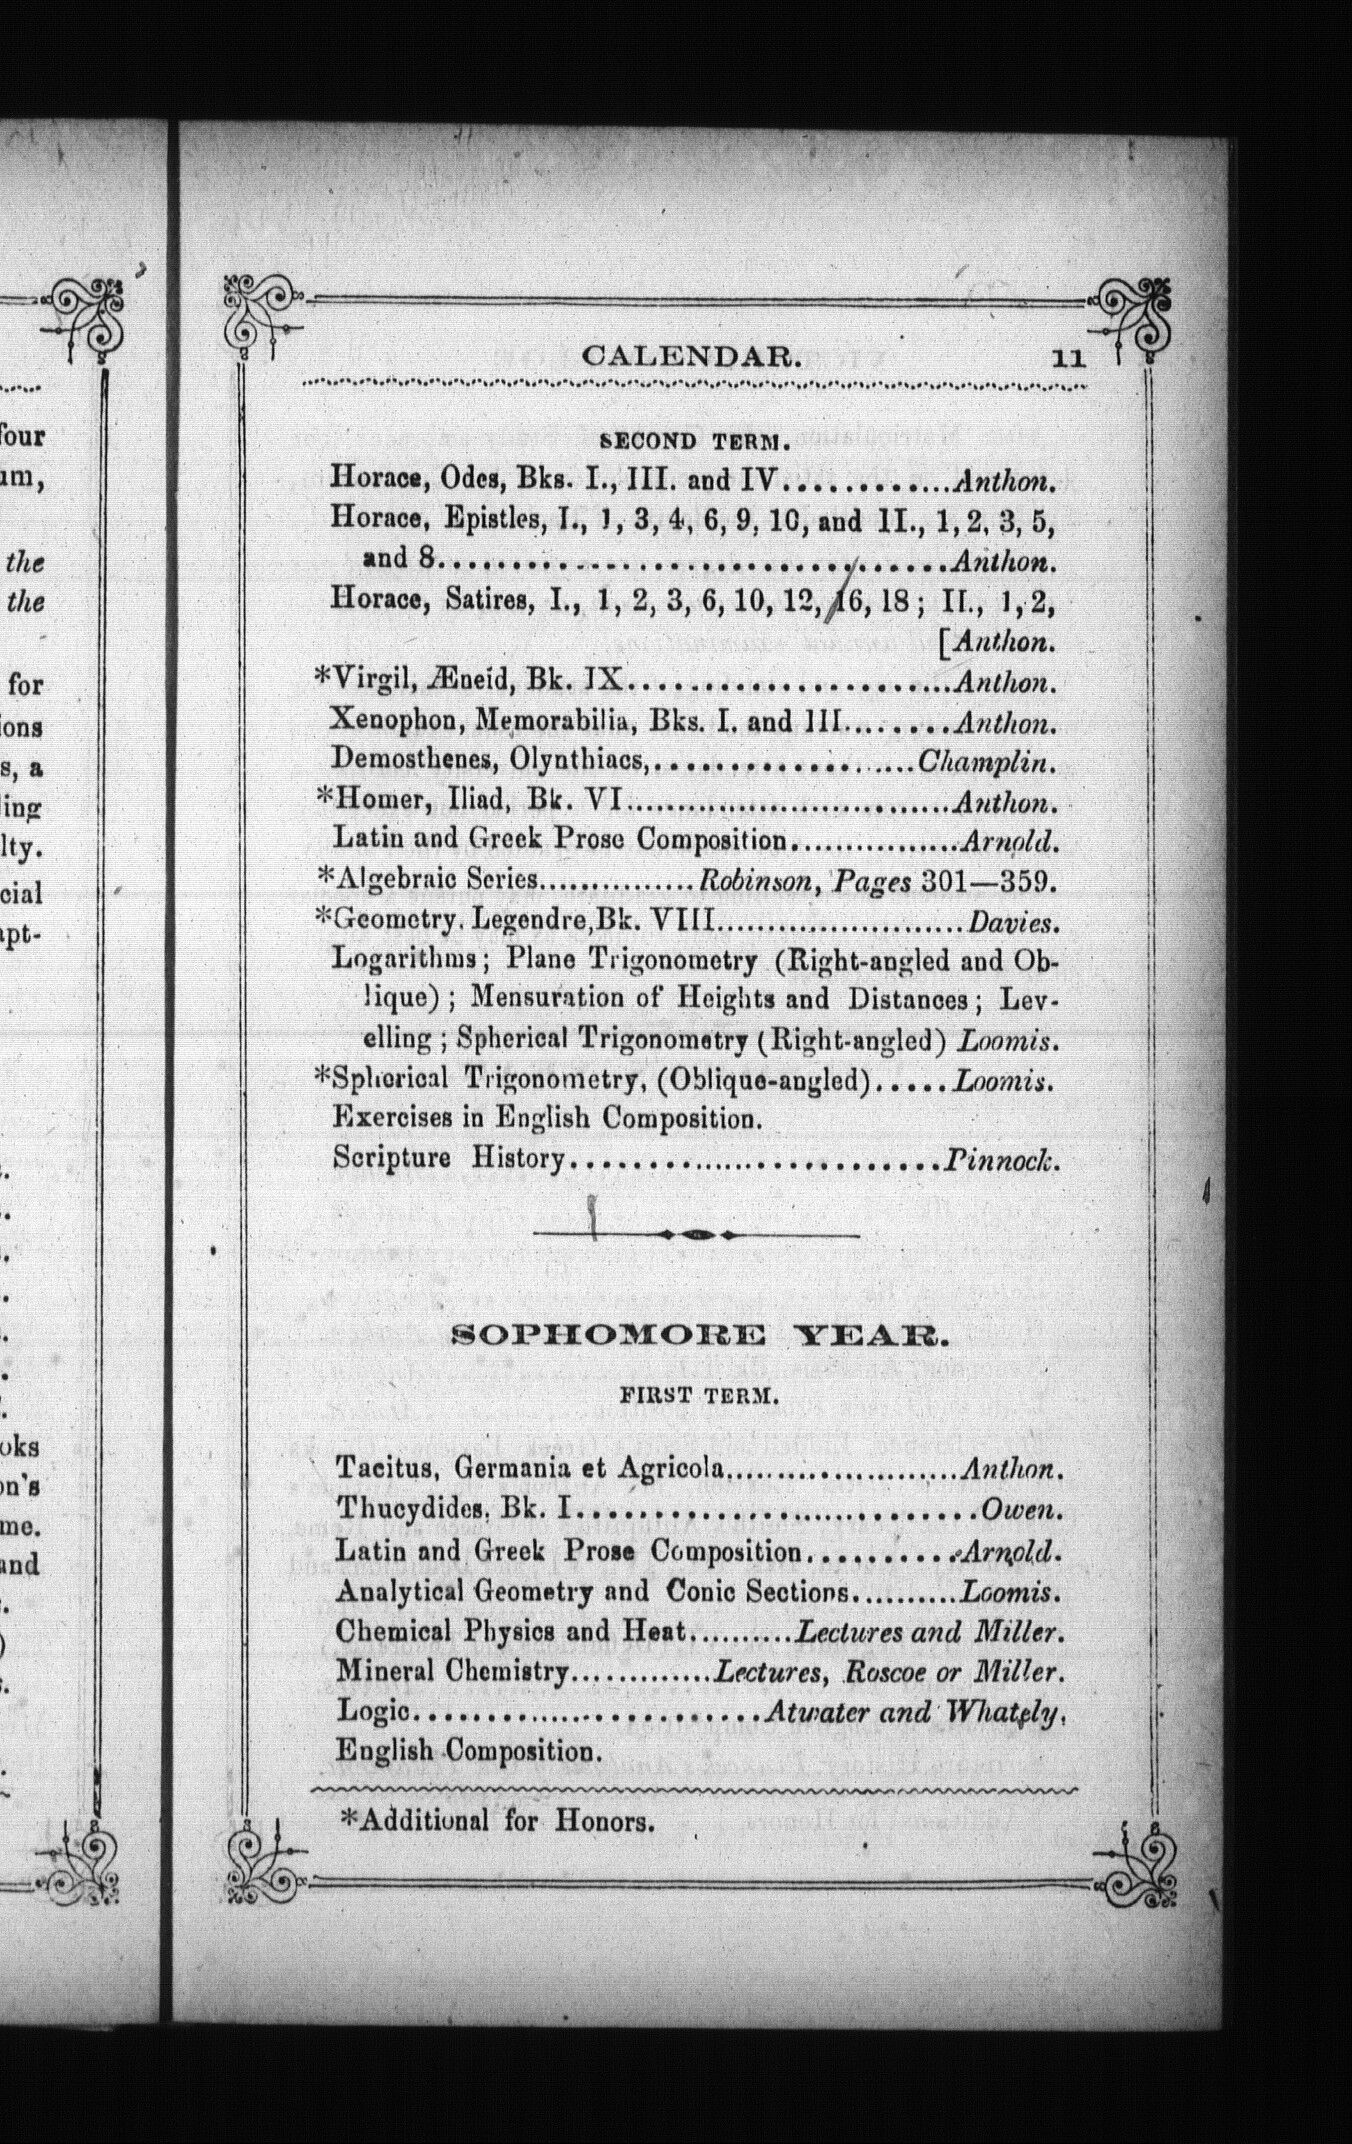 four
the
the
for
s, a
lty.
me.
CALENDAR. 11
SECOND TERM.
Horace, Odes, Bks. I., III. and IV............Anthon.
Horace, Epistles, I., 1, 3, 4, 6, 9, 10, and II., 1, 2, 3, 5,
and 8..................................Anthon.
Horace, Satires, I., 1, 2, 3, 6, 10, 12, 16, 18; II., 1, 2,
[Anthon.
*Virgil, Æneid, Bk. IX......................Anthon.
Xenophon, Memorabilia, Bks. I. and III........Anthon.
Demosthenes, Olynthiacs,..................Champlin.
*Homer, Iliad, Bk. VI............................Anthon.
Latin and Greek Prose Composition................Arnold.
*Algebraic Series...............Robinson, Pages 301—359.
*Geometry. Legendre, Bk. VIII........................Davies.
Logarithms; Plane Trigonometry (Right-angled and Ob-
lique); Mensuration of Heights and Distances; Lev-
elling; Spherical Trigonometry (Right-angled) Loomis.
*Spherical Trigonometry, (Oblique-angled).....Loomis.
Exercises in English Composition.
Scripture History..........................Pinnock.
SOPHOMORE YEAR.
FIRST TERM.
Tacitus, Germania et Agricola......................Anthon.
Thucydides, Bk. I............................Owen.
Latin and Greek Prose Composition..........Arnold.
Analytical Geometry and Conic Sections..........Loomis.
Chemical Physics and Heat..........Lectures and Miller.
Mineral Chemistry.............Lectures, Roscoe or Miller.
Logic........................Atwater and Whately.
English Composition.
*Additional for Honors.